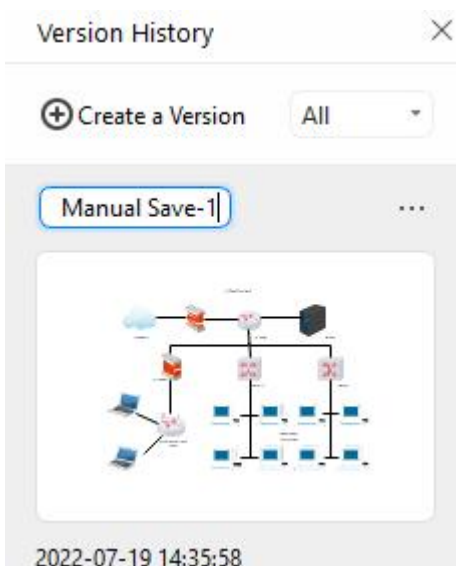 Version History
Create a Version
All
Manual Save-1
2022-07-19 14:35:58